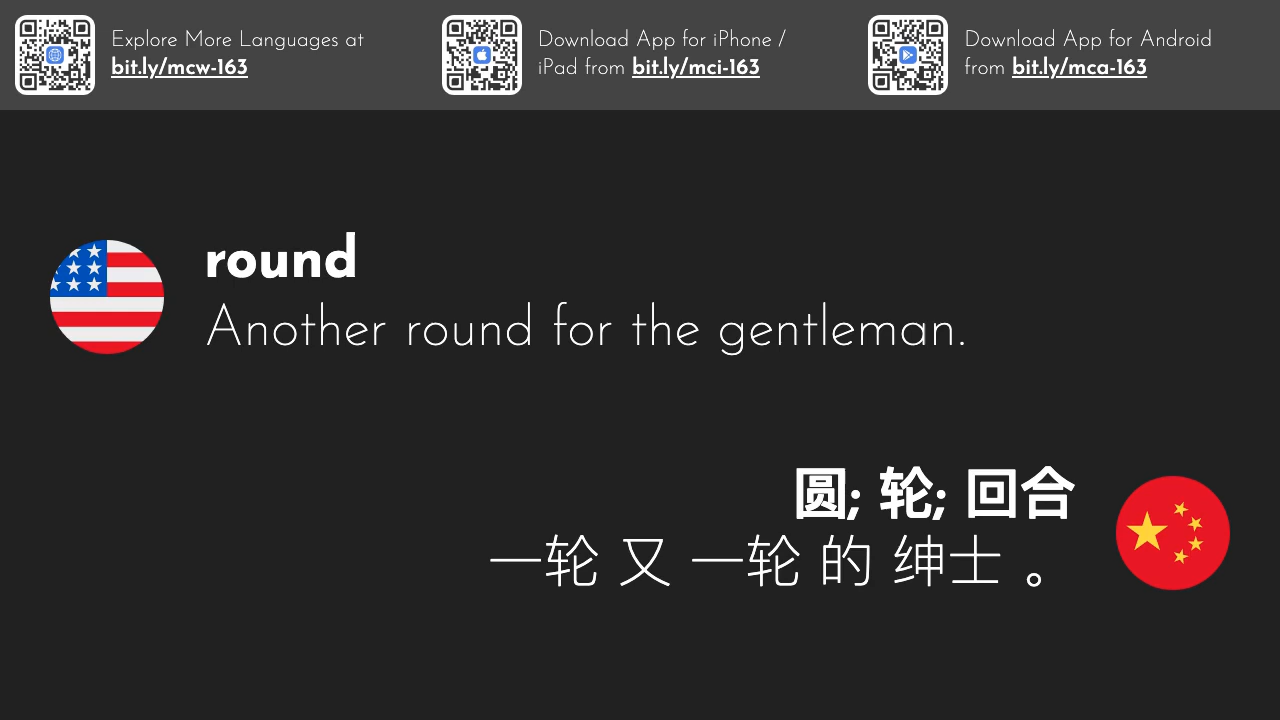 Explore More Languages at
bit.ly/mcw-163
Download App for iPhone /
iPad from bit.ly/mci-163
Download App for Android
from bit.ly/mca-163
round
Another round for the gentleman.
圆; 轮; 回合
一轮 又 一轮 的 绅士 。